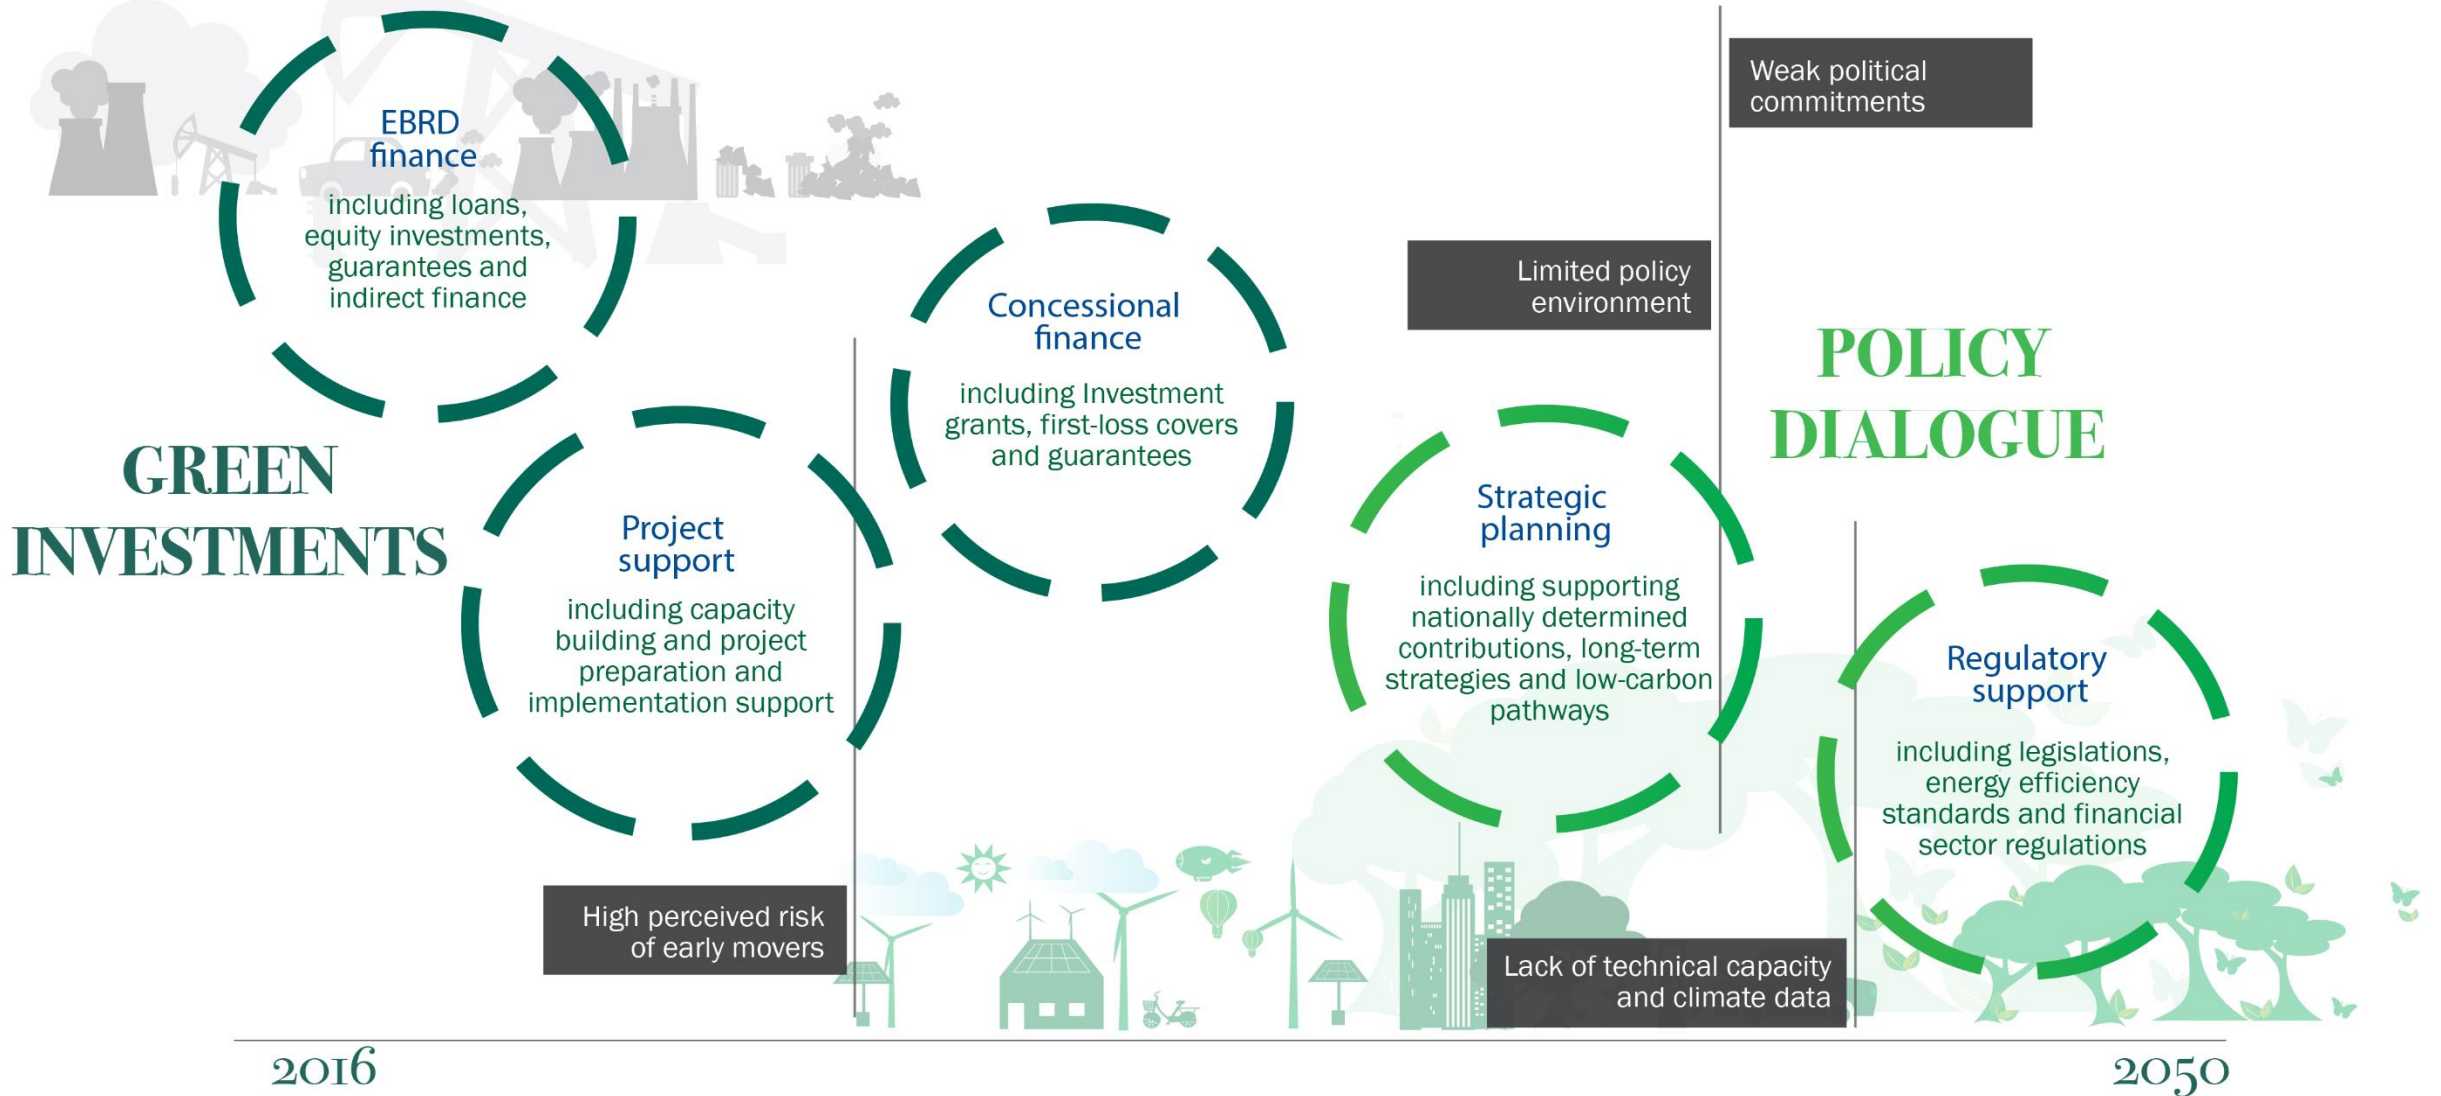 EBRD
finance
including loans,
equity investments,
guarantees and
indirect finance
GREEN
INVESTMENTS
Project
support
including capacity
building and project
preparation and
implementation support
High perceived risk
of early movers
Concessional
finance
including Investment
grants, first-loss covers
and guarantees
Weak political
commitments
Limited policy
environment
POLICY
DIALOGUE
Strategic
planning
including supporting
nationally determined
contributions, long-term
strategies and low-carbon
pathways
Regulatory
support
including legislations,
energy efficiency
standards and financial
sector regulations
Lack of technical capacity
and climate data
2016
2050